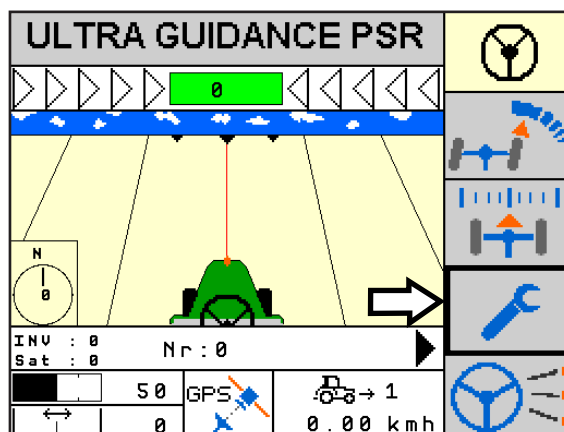 ULTRA GUIDANCE PSR
0
N
0
INV : 0
Sat : 0
Nr:0
50
GPS
1
0
0.00 kmh